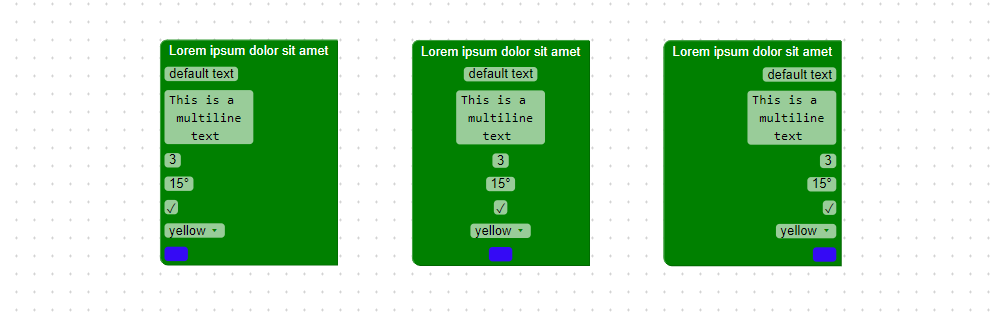 Lorem ipsum dolor sit amet
default text
This is a
multiline
text
3
15°
✓
yellow
Lorem ipsum dolor sit amet
default text
This is a
multiline
text
3
15°
✓
yellow
Lorem ipsum dolor sit amet
default text
This is a
multiline
text
3
15°
✓
yellow